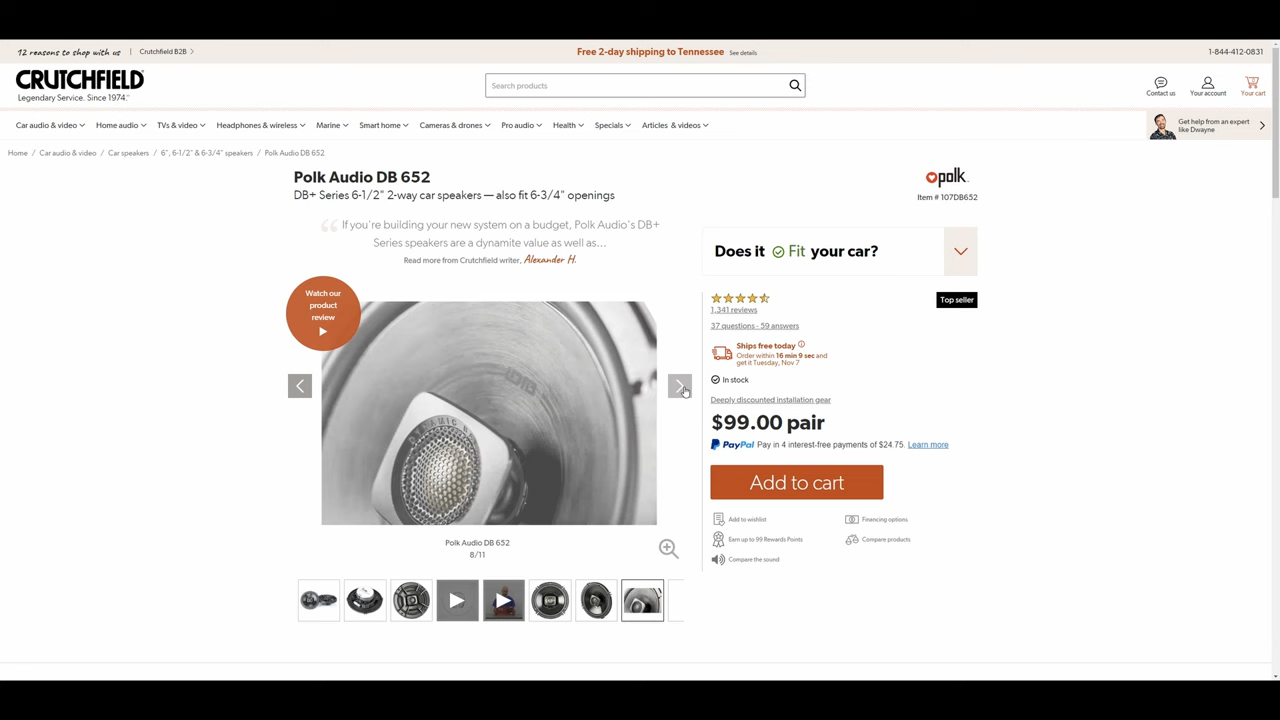 12 reasons to shop with us | Crutchfield B2B
Free 2-day shipping to Tennessee See details
1-844-412-0831
CRUTCHFIELD
Legendary Service. Since 1974.
Search products
Contact us
Your account
0
Your cart
Car audio & video
Home audio
TVs & video
Headphones & wireless
Marine
Smart home
Cameras & drones
Pro audio
Health
Specials
Articles & videos
Get help from an expert
like Dwayne
Home / Car audio & video / Car speakers / 6", 6-1/2" & 6-3/4" speakers / Polk Audio DB 652
Polk Audio DB 652
DB+ Series 6-1/2" 2-way car speakers — also fit 6-3/4" openings
polk
Item # 107DB652
“ If you're building your new system on a budget, Polk Audio's DB+
Series speakers are a dynamite value as well as...
Read more from Crutchfield writer, Alexander H.
Watch our
product
review
Polk Audio DB 652
8/11
Does it Fit your car?
Top seller
1,341 reviews
37 questions - 59 answers
Ships free today
Order within 16 min 9 sec and
get it Tuesday, Nov 7
In stock
Deeply discounted installation gear
$99.00 pair
PayPal Pay in 4 interest-free payments of $24.75. Learn more
Add to cart
Add to wishlist
Financing options
Earn up to 99 Rewards Points
Compare products
Compare the sound